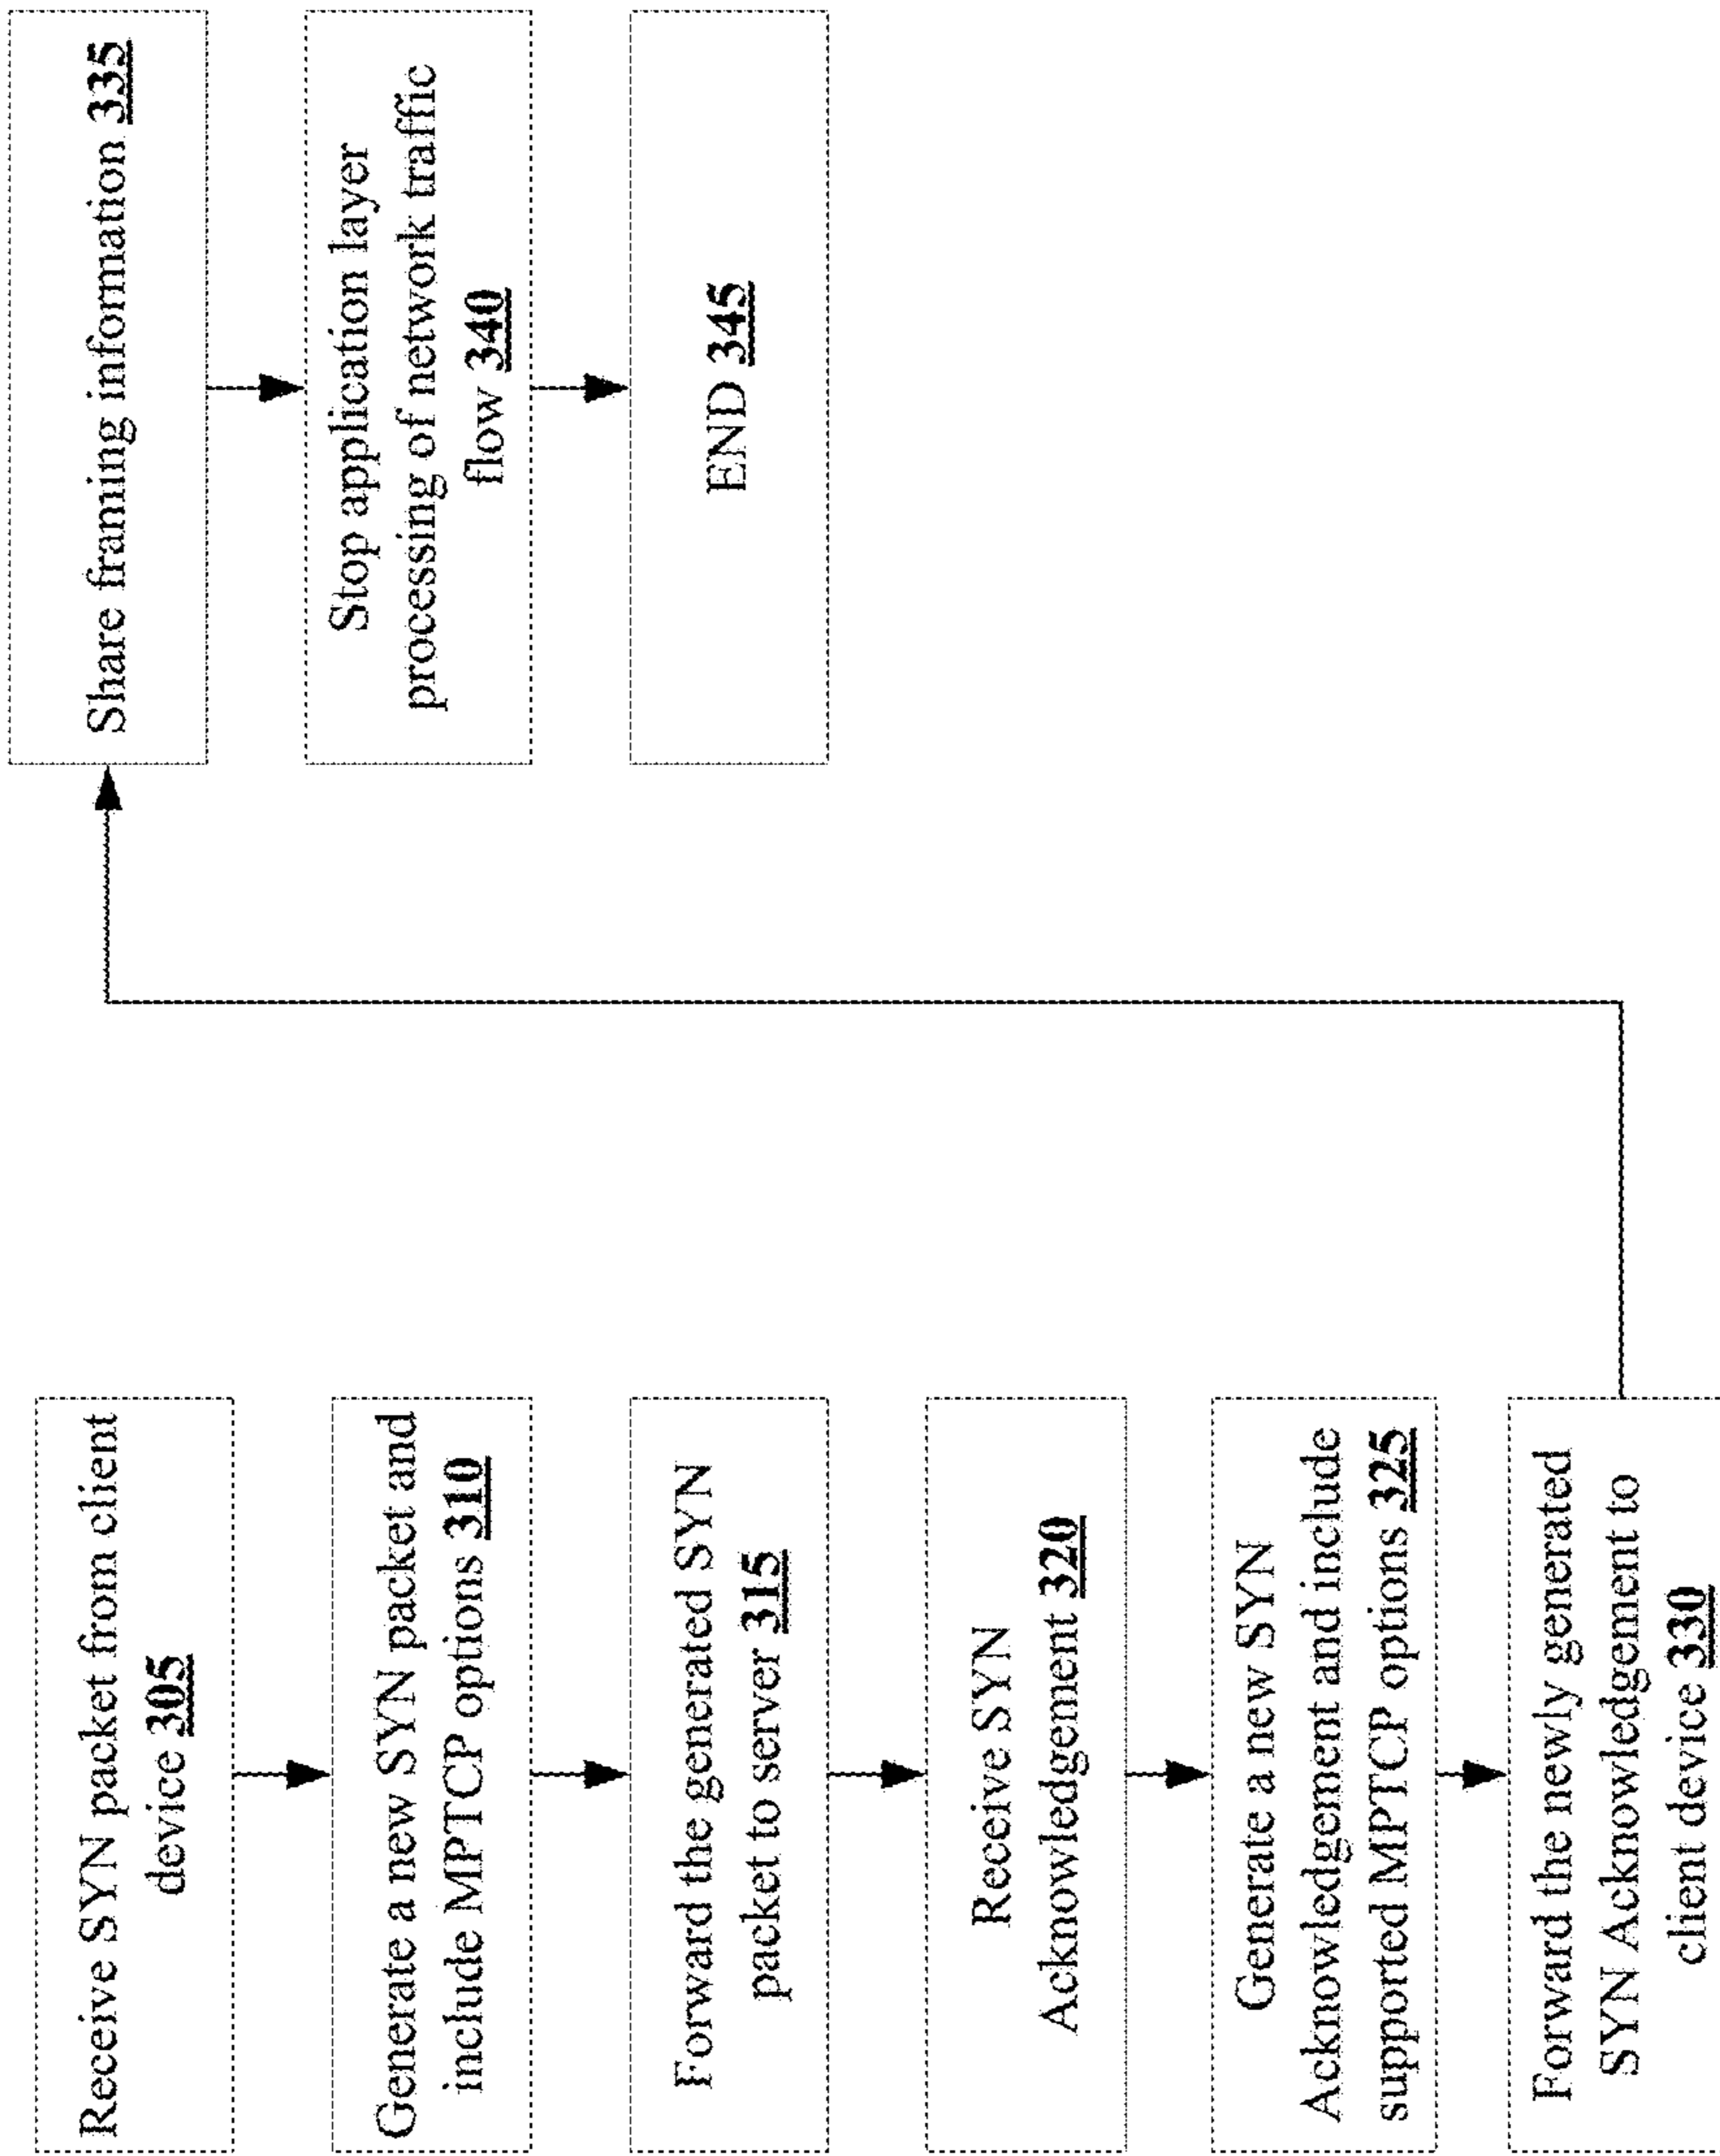 Receive SYN packet from client
device 305
Generate a new SYN packet and
include MPTCP options 310
Forward the generated SYN
packet to server 315
Receive SYN
Acknowledgement 320
Generate a new SYN
Acknowledgement and include
supported MPTCP options 325
Forward the newly generated
SYN Acknowledgement to
client device 330
Share framing infomation 335
Stop application layer
processing of network traffic
flow 340
END 345